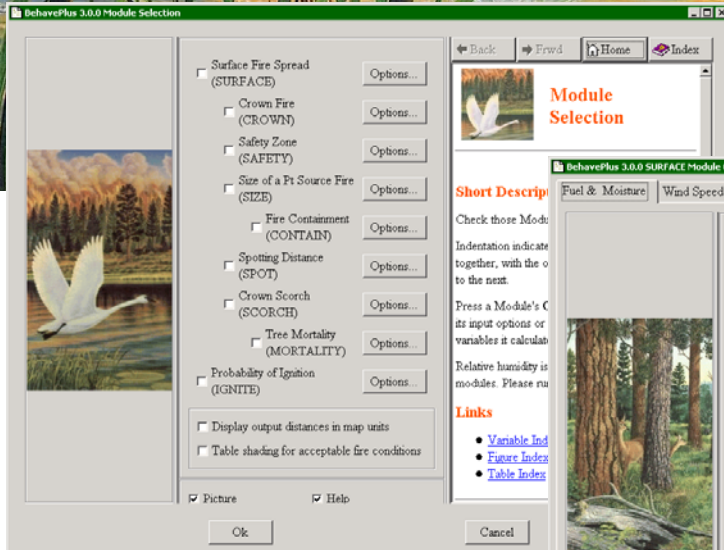 BehavePlus 3.0.0 Module Selection
Surface Fire Spread
(SURFACE)
Options...
Crown Fire
(CROWN)
Options...
Safety Zone
(SAFETY)
Options...
Size of a Pt Source Fire
(SIZE)
Options...
Fire Containment
(CONTAIN)
Options...
Spotting Distance
(SPOT)
Options...
Crown Scorch
(SCORCH)
Options...
Tree Mortality
(MORTALITY)
Options...
Probability of Ignition
(IGNITE)
Options...
Display output distances in map units
Table shading for acceptable fire conditions
Picture
Help
Ok
Cancel
Back
Frwd
Home
Index
Module
Selection
Short Descrip
Check those Modu
Indentation indicate
together, with the o
to the next.
Press a Module's
its input options or
variables it calculat
Relative humidity is
modules. Please ru
Links
Variable Ind
Figure Index
Table Index
BehavePlus 3.0.0 SURFACE Module
Fuel & Moisture
Wind Speed